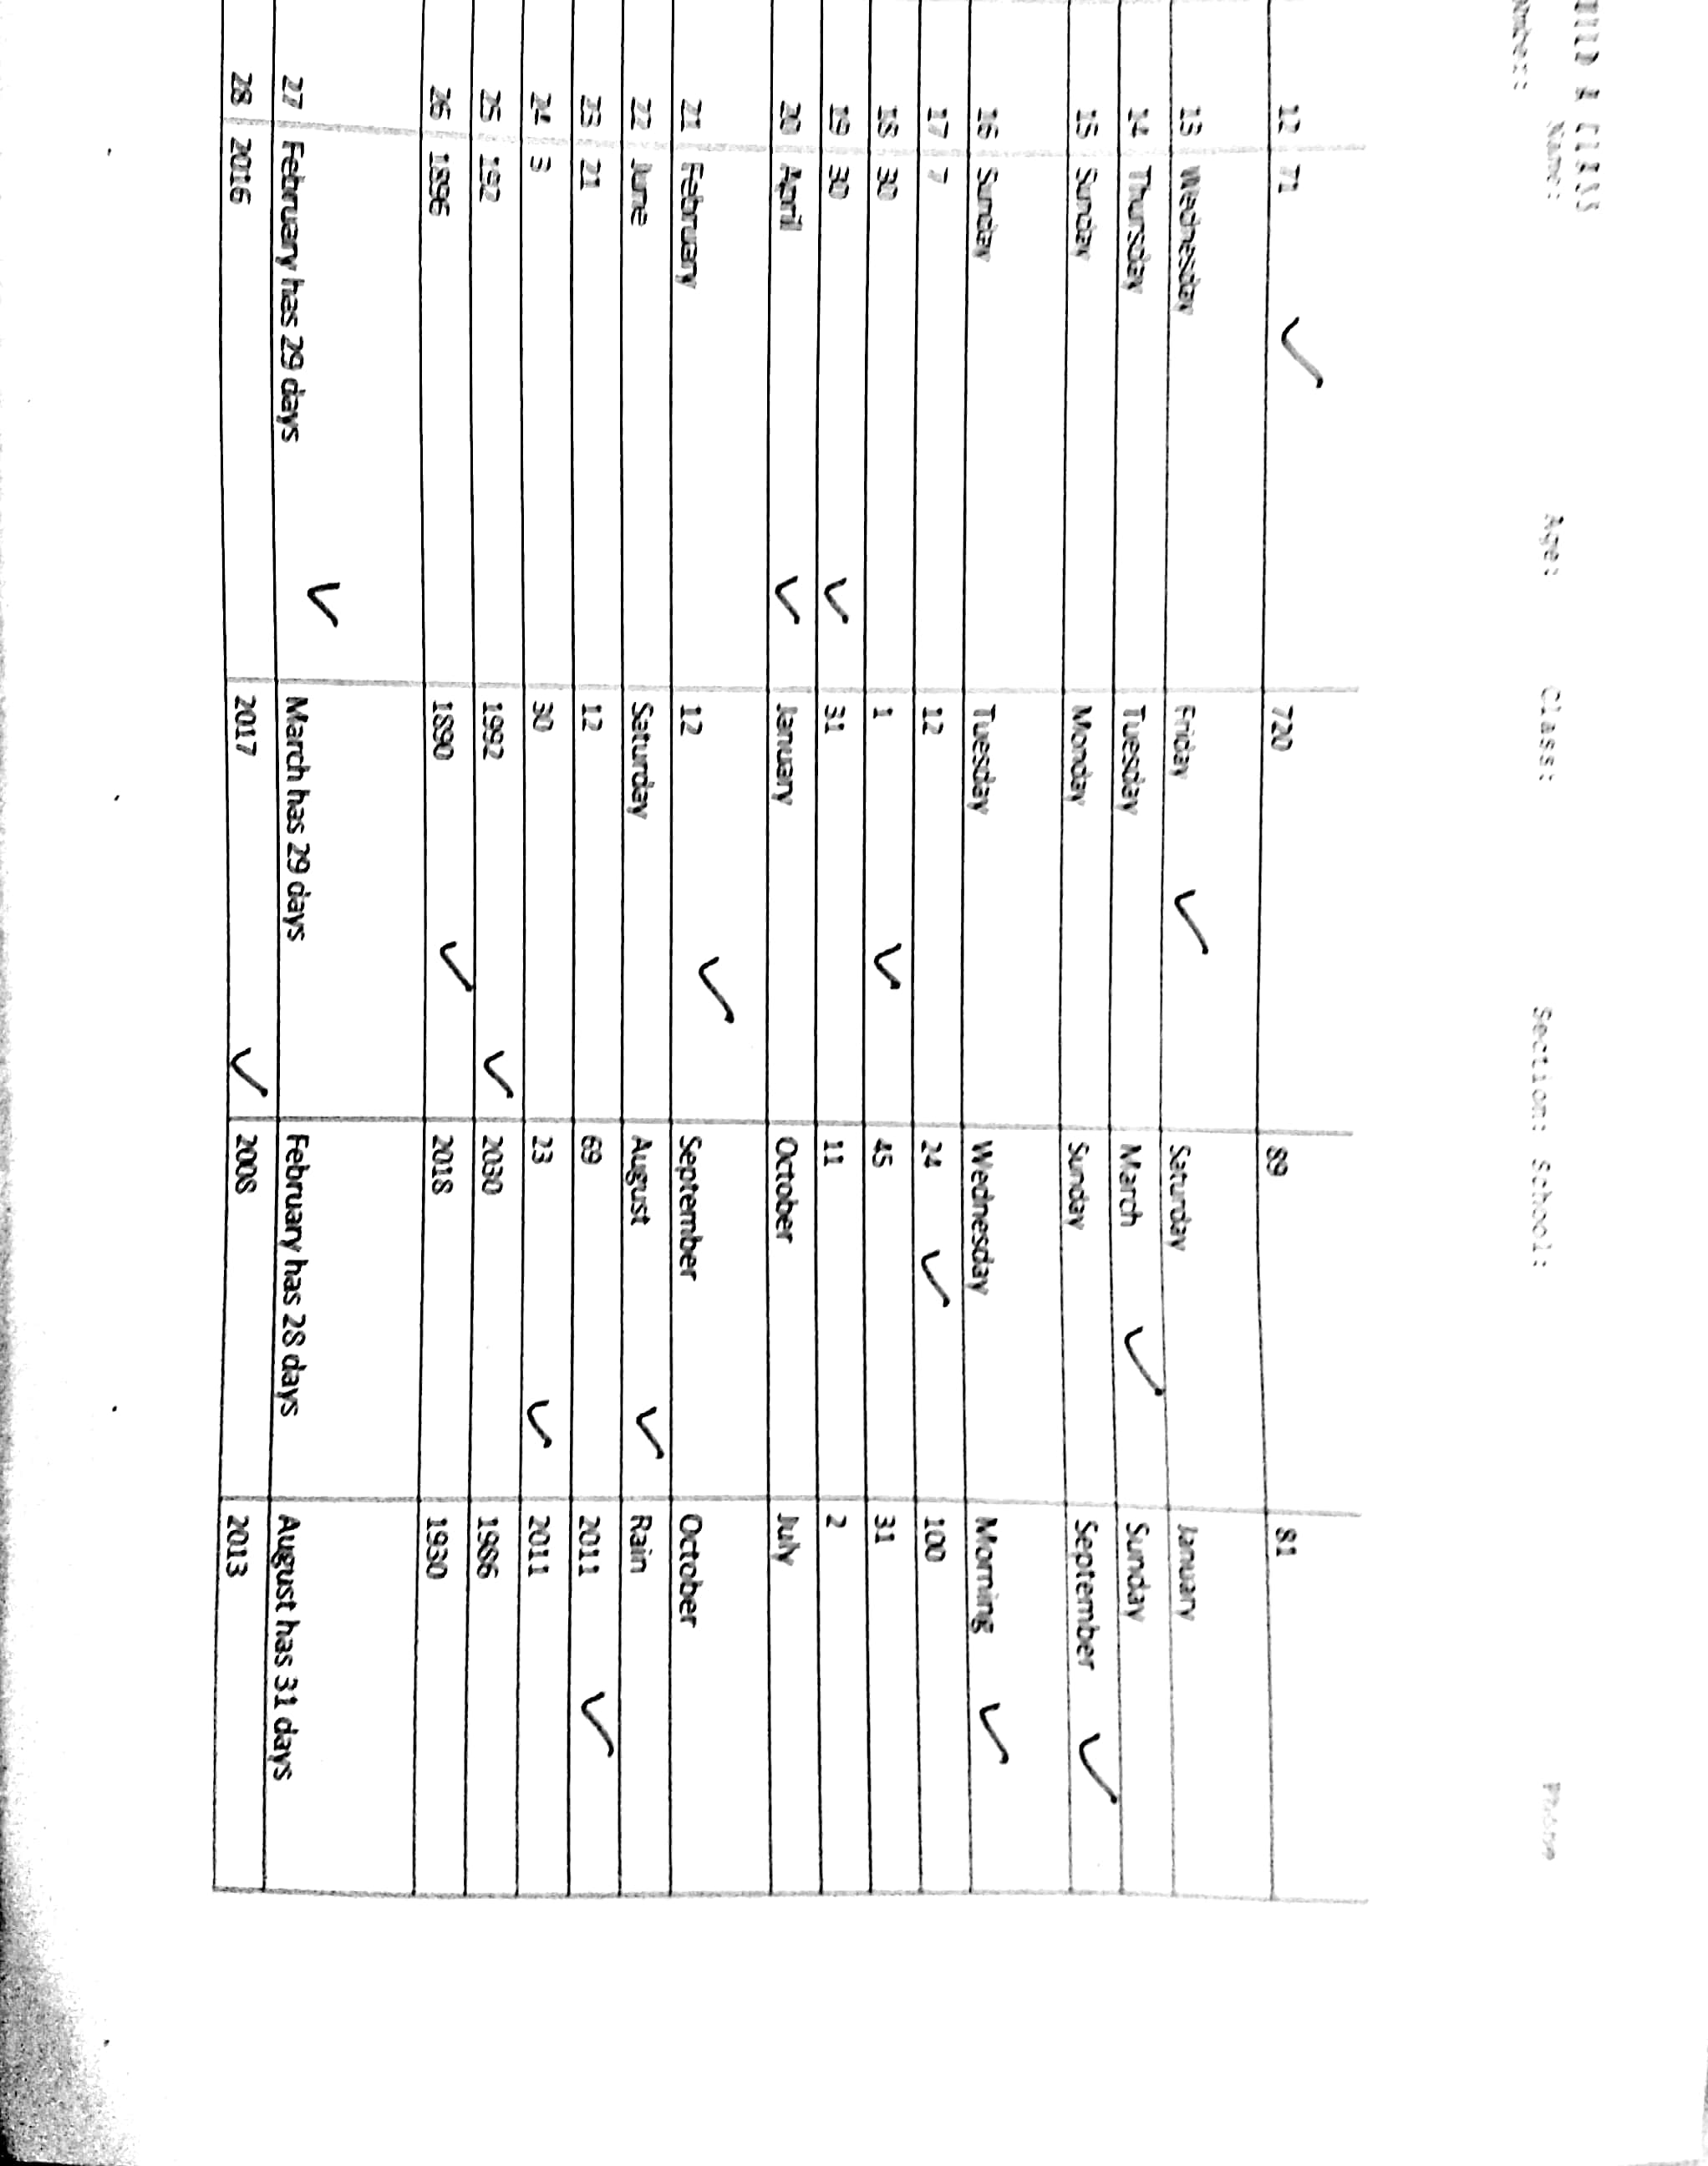 UILD A CLASS
Name: Age: Class: Section: School: Phone
Number:
12 71 ✓ 720 89 81
13 Wednesday Friday ✓ Saturday January
14 Thursday Tuesday March ✓ Sunday
15 Sunday Monday Sunday September ✓
16 Sunday Tuesday Wednesday Morning ✓
17 7 12 24 ✓ 100
18 30 1 ✓ 45 31
19 30 ✓ 31 11 2
20 April ✓ January October July
21 February 12 ✓ September October
22 June Saturday August ✓ Rain
23 21 12 69 2011 ✓
24 3 30 23 ✓ 2011
25 192 1992 ✓ 2030 1986
26 1896 1890 ✓ 2018 1930
27 February has 29 days ✓ March has 29 days February has 28 days August has 31 days
28 2016 2017 ✓ 2008 2013